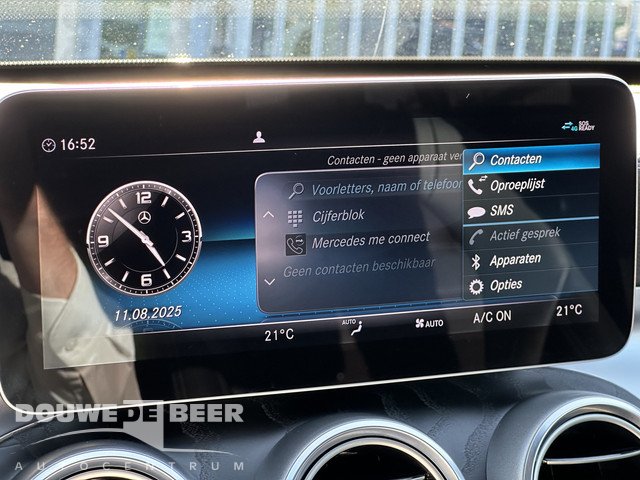 16:52
4G SOS READY
Contacten - geen apparaat ver
12
3
6
9
11.08.2025
Voorletters, naam of telefoon
Cijferblok
Mercedes me connect
Geen contacten beschikbaar
Contacten
Oproeplijst
SMS
Actief gesprek
Apparaten
Opties
21°C
AUTO
AUTO
A/C ON
21°C
DOUWE DE BEER
AUTOCENTRUM